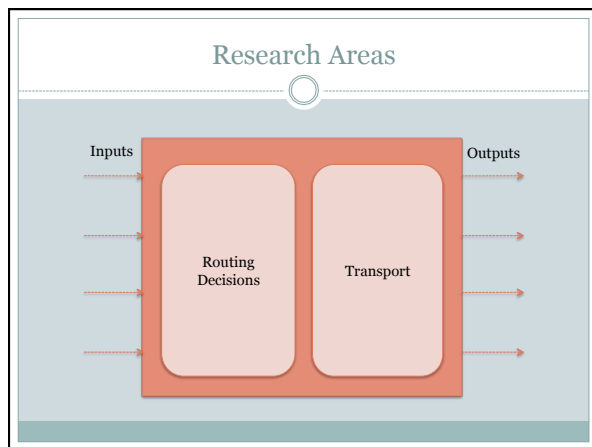 Research Areas
Inputs
Outputs
Routing
Decisions
Transport